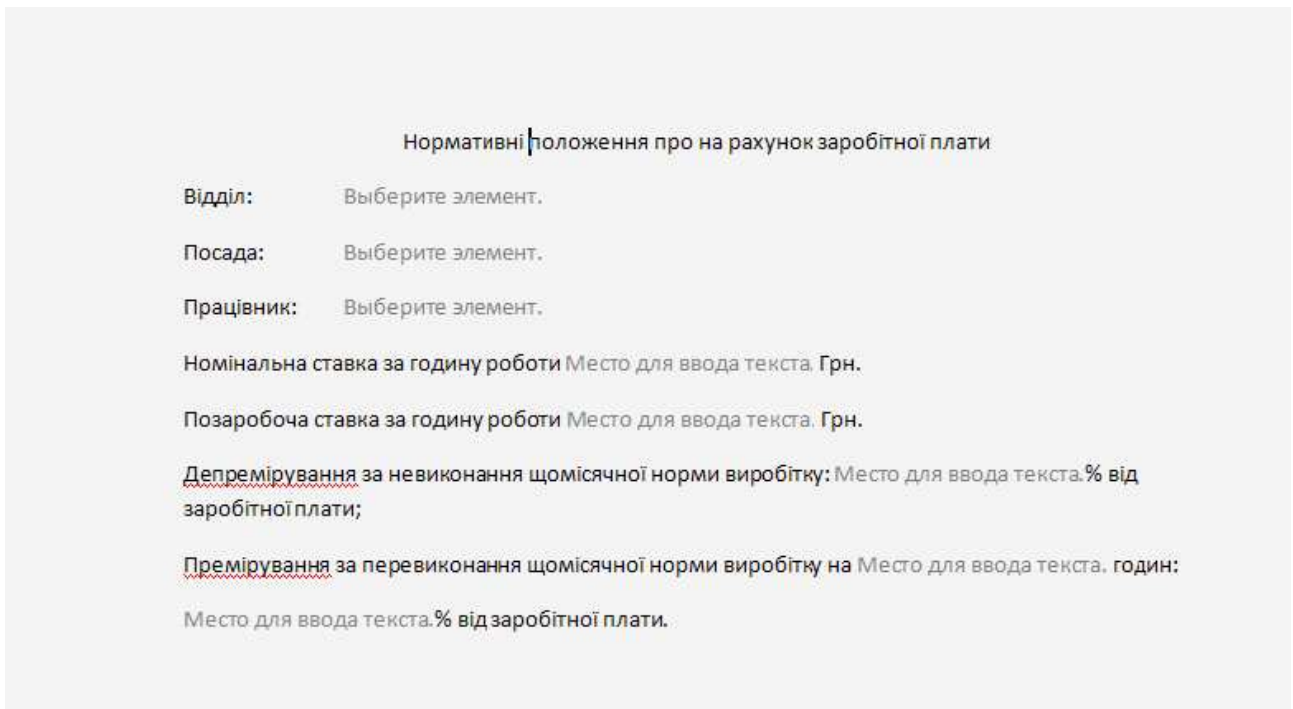 Нормативні положення про на рахунок заробітної плати
Відділ: Выберите элемент.
Посада: Выберите элемент.
Працівник: Выберите элемент.
Номінальна ставка за годину роботи Место для ввода текста. Грн.
Позаробоча ставка за годину роботи Место для ввода текста. Грн.
Депремірування за невиконання щомісячної норми виробітку: Место для ввода текста.% від
заробітної плати;
Премірування за перевиконання щомісячної норми виробітку на Место для ввода текста. годин:
Место для ввода текста.% від заробітної плати.